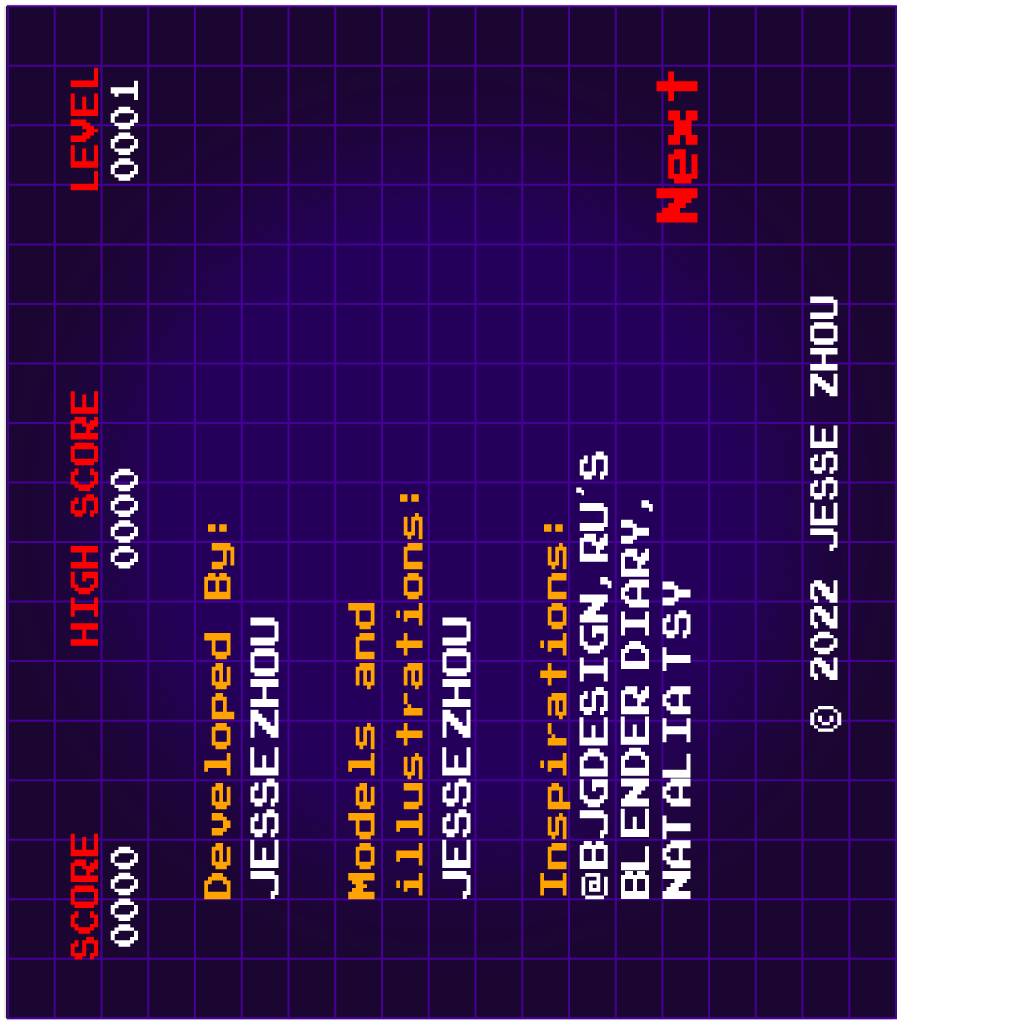 SCORE HIGH SCORE LEVEL
0000 0000 0001
Developed By:
JESSE ZHOU
Models and
illustrations:
JESSE ZHOU
Inspirations:
@BJGDESIGN, RU'S
BLENDER DIARY,
NATALIA TSY
Next
© 2022 JESSE ZHOU